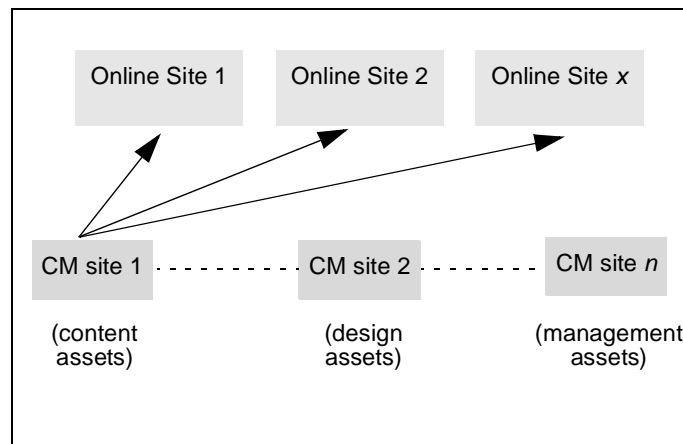 Online Site 1
Online Site 2
Online Site x
CM site 1
CM site 2
CM site n
(content
assets)
(design
assets)
(management
assets)